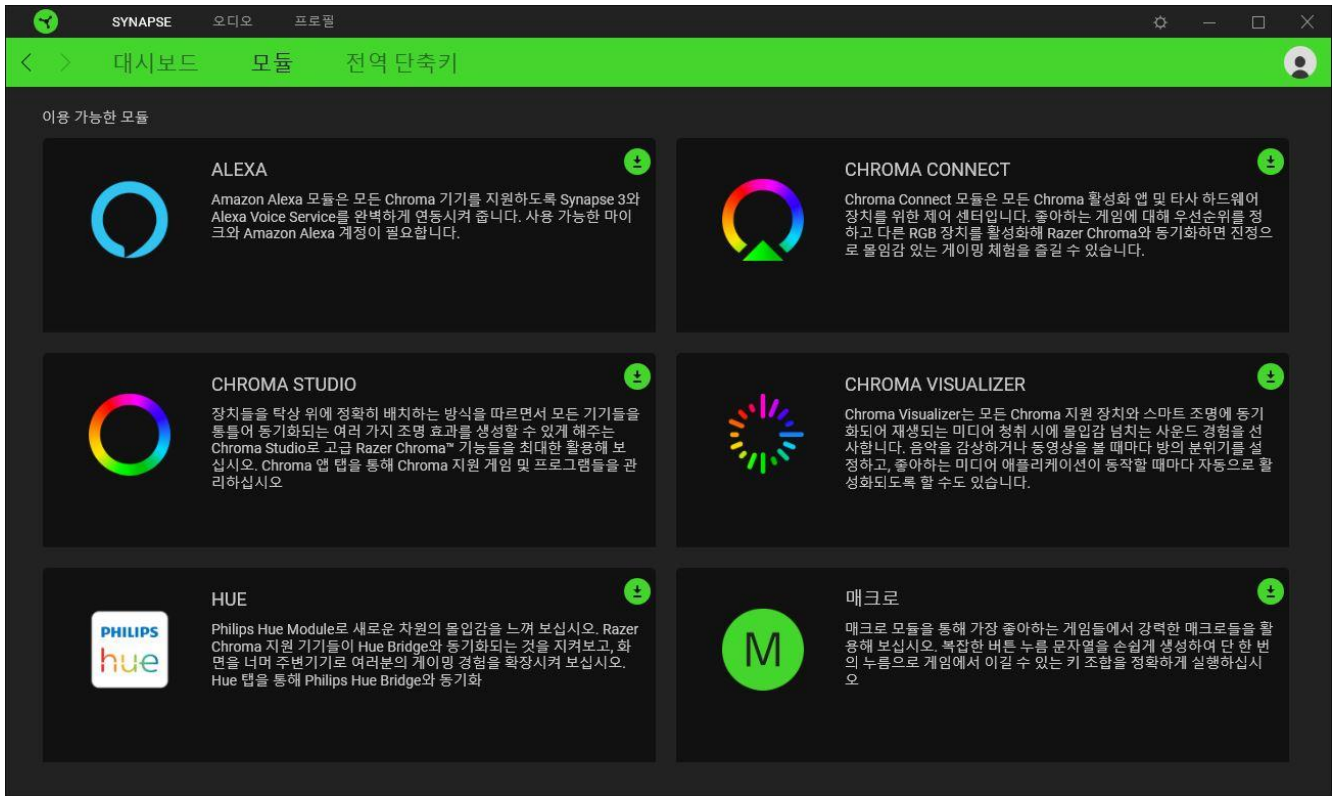 SYNAPSE 오디오 프로필
대시보드 모듈 전역 단축키
이용 가능한 모듈
ALEXA
Amazon Alexa 모듈은 모든 Chroma 기기를 지원하도록 Synapse 3와
Alexa Voice Service를 완벽하게 연동시켜 줍니다. 사용 가능한 마이
크와 Amazon Alexa 계정이 필요합니다.
CHROMA CONNECT
Chroma Connect 모듈은 모든 Chroma 활성화 앱 및 타사 하드웨어
장치를 위한 제어 센터입니다. 좋아하는 게임에 대해 우선순위를 정
하고 다른 RGB 장치를 활성화해 Razer Chroma와 동기화하면 진정으
로 몰입감 있는 게이밍 체험을 즐길 수 있습니다.
CHROMA STUDIO
장치들을 탁상 위에 정확히 배치하는 방식을 따르면서 모든 기기들을
통틀어 동기화되는 여러 가지 조명 효과를 생성할 수 있게 해주는
Chroma Studio로 고급 Razer Chroma™ 기능들을 최대한 활용해 보
십시오. Chroma 앱 탭을 통해 Chroma 지원 게임 및 프로그램들을 관
리하십시오
CHROMA VISUALIZER
Chroma Visualizer는 모든 Chroma 지원 장치와 스마트 조명에 동기
화되어 재생되는 미디어 청취 시에 몰입감 넘치는 사운드 경험을 선
사합니다. 음악을 감상하거나 동영상을 볼 때마다 방의 분위기를 설
정하고, 좋아하는 미디어 애플리케이션이 동작할 때마다 자동으로 활
성화되도록 할 수도 있습니다.
PHILIPS
hue
HUE
Philips Hue Module로 새로운 차원의 몰입감을 느껴 보십시오. Razer
Chroma 지원 기기들이 Hue Bridge와 동기화되는 것을 지켜보고, 화
면을 너머 주변기기로 여러분의 게이밍 경험을 확장시켜 보십시오.
Hue 탭을 통해 Philips Hue Bridge와 동기화
M
매크로
매크로 모듈을 통해 가장 좋아하는 게임들에서 강력한 매크로들을 활
용해 보십시오. 복잡한 버튼 누름 문자열을 손쉽게 생성하여 단 한 번
의 누름으로 게임에서 이길 수 있는 키 조합을 정확하게 실행하십시
오